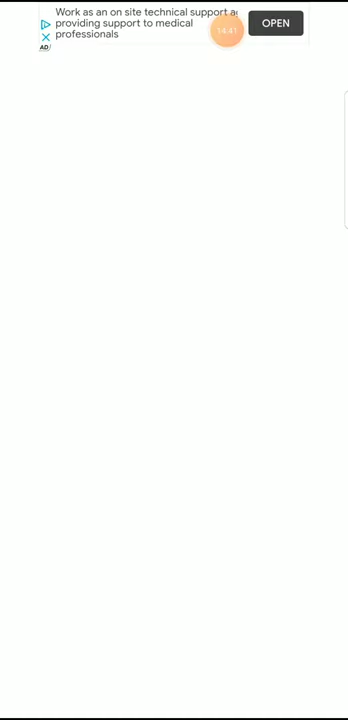 Work as an on site technical support
providing support to medical
professionals
OPEN
14:41
AD